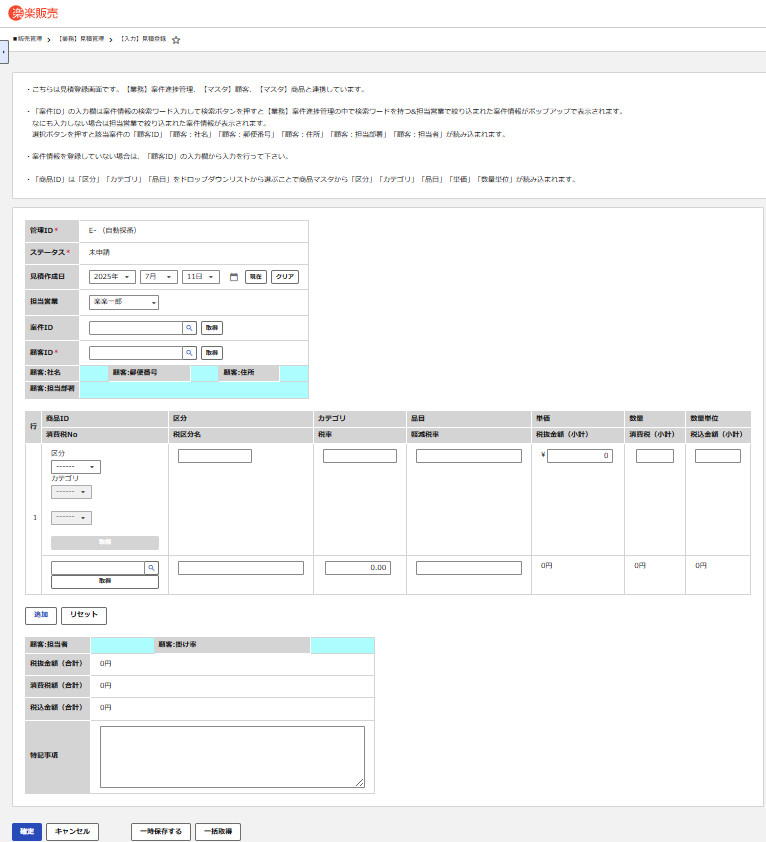 楽楽販売
■販売管理 > 【業務】見積管理 > 【入力】見積登録 ☆
・こちらは見積登録画面です。【業務】案件進捗管理、【マスタ】顧客、【マスタ】商品と連携しています。
・「案件ID」の入力欄は案件情報の検索ワード入力して検索ボタンを押すと【業務】案件進捗管理の中で検索ワードを持つ&担当営業で絞り込まれた案件情報がポップアップで表示されます。
なにも入力しない場合は担当営業で絞り込まれた案件情報が表示されます。
選択ボタンを押すと該当案件の「顧客ID」「顧客：社名」「顧客：郵便番号」「顧客：住所」「顧客：担当部署」「顧客：担当者」が読み込まれます。
・案件情報を登録していない場合は、「顧客ID」の入力欄から入力を行って下さい。
・「商品ID」は「区分」「カテゴリ」「品目」をドロップダウンリストから選ぶことで商品マスタから「区分」「カテゴリ」「品目」「単価」「数量単位」が読み込まれます。
管理ID* E- （自動採番）
ステータス* 未申請
見積作成日 2025年 7月 11日 現在 クリア
担当営業 楽楽一郎
案件ID 取得
顧客ID* 取得
顧客:社名 顧客:郵便番号 顧客:住所
顧客:担当部署
行 商品ID 区分 カテゴリ 品目 単価 数量 数量単位
消費税No 税区分名 税率 軽減税率 税抜金額（小計） 消費税（小計） 税込金額（小計）
区分 ¥ 0
------
カテゴリ
------
1 ------
取得
0.00 0円 0円 0円
取得
追加 リセット
顧客:担当者 顧客:掛け率
税抜金額（合計） 0円
消費税額（合計） 0円
税込金額（合計） 0円
特記事項
確定 キャンセル 一時保存する 一括取得